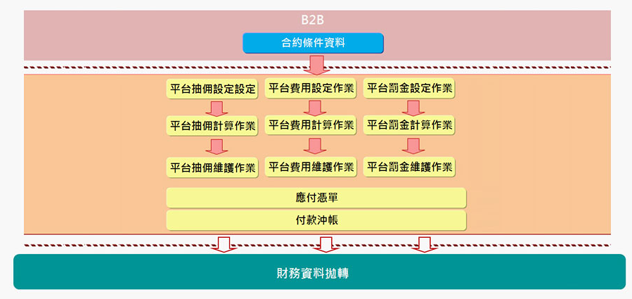 B2B
合約條件資料
平台抽佣設定設定
平台費用設定作業
平台罰金設定作業
平台抽佣計算作業
平台費用計算作業
平台罰金計算作業
平台抽佣維護作業
平台費用維護作業
平台罰金維護作業
應付憑單
付款沖帳
財務資料拋轉